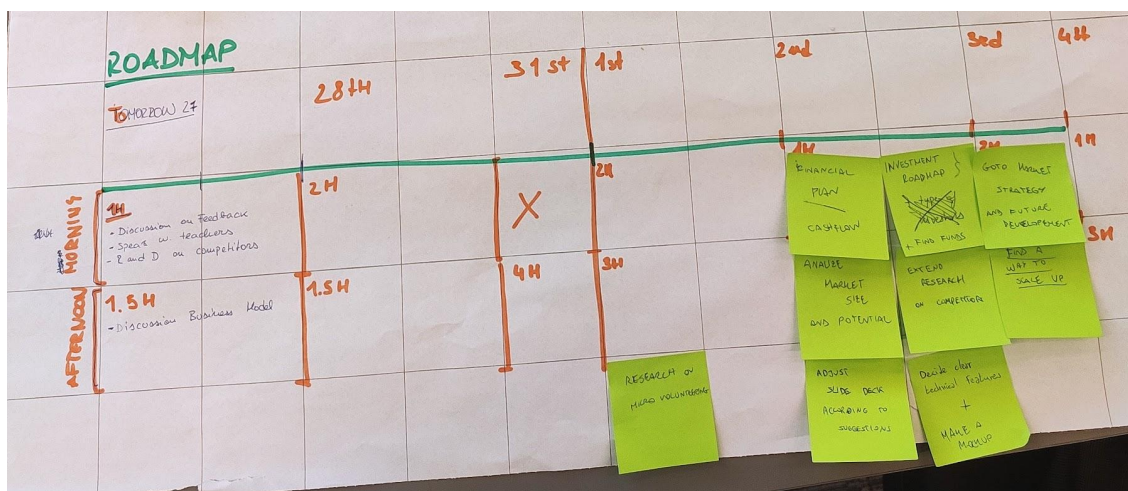 ROADMAP
TOMORROW 27
28tH
31st
1st
2nd
3rd
4th
MORNING
1H
- Discussion on Feedback
- Speak w. teachers
- R and D on competitors
2H
X
2H
1H
2H
1H
AFTERNOON
1.5H
- Discussion Business Model
1.5H
4H
3H
3H
FINANCIAL
PLAN
CASHFLOW
INVESTMENT
ROADMAP }
+ FIND FUNDS
GOTO MARKET
STRATEGY
AND FUTURE
DEVELOPEMENT
ANALIZE
MARKET
SIZE
AND POTENTIAL
EXTEND
RESEARCH
ON COMPETITORS
FIND A
WAY TO
SCALE UP
RESEARCH ON
MICRO VOLUNTEERING
ADJUST
SLIDE DECK
ACCORDING TO
SUGGESTIONS
Decide clear
technical features
+
MAKE A
MOCKUP